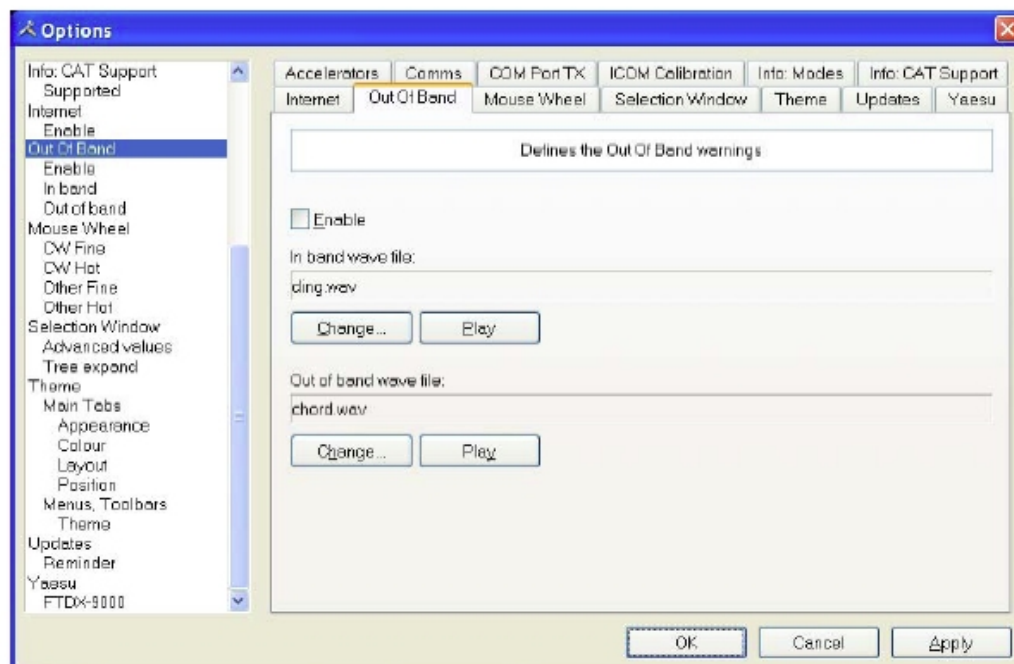 Options
Info: CAT Support
Supported
Internet
Enable
Out Of Band
Enable
In band
Out of band
Mouse Wheel
CW Fine
CW Hot
Other Fine
Other Hot
Selection Window
Advanced values
Tree expand
Theme
Main Tabs
Appearance
Colour
Layout
Position
Menus, Toolbars
Theme
Updates
Reminder
Yaesu
FTDX-9000
Accelerators Comms COM Port TX ICOM Calibration Info: Modes Info: CAT Support
Internet Out Of Band Mouse Wheel Selection Window Theme Updates Yaesu
Defines the Out Of Band warnings
Enable
In band wave file:
ding.wav
Change... Play
Out of band wave file:
chord.wav
Change... Play
OK Cancel Apply